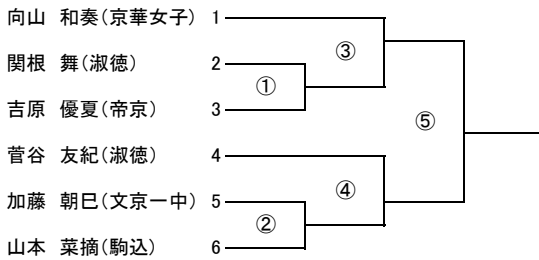 向山 和奏(京華女子) 1
③
関根 舞(淑徳) 2
①
吉原 優夏(帝京) 3
⑤
菅谷 友紀(淑徳) 4
④
加藤 朝巳(文京一中) 5
②
山本 菜摘(駒込) 6